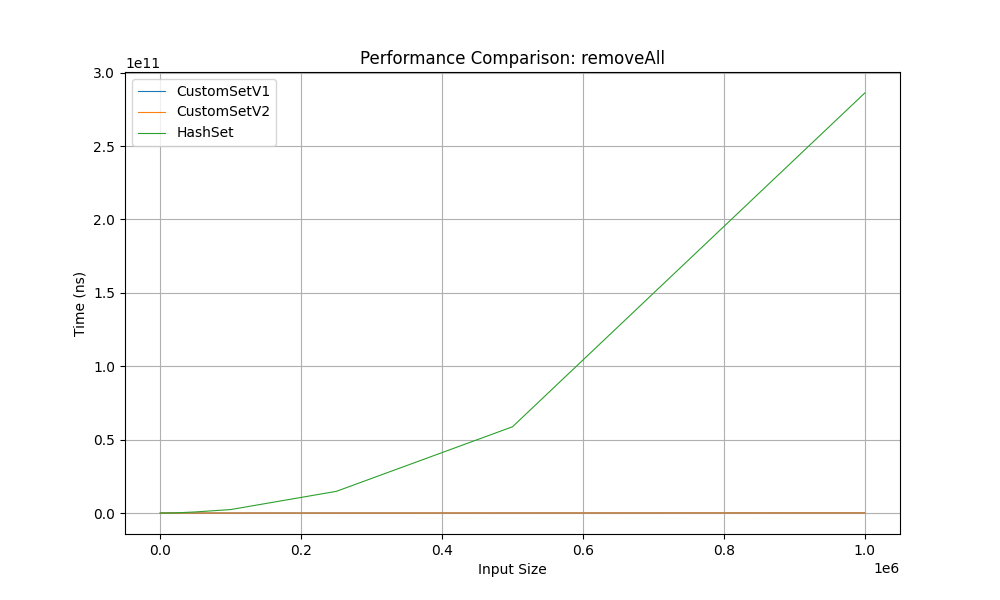 Performance Comparison: removeAll
1e11
CustomSetV1
CustomSetV2
HashSet
3.0
2.5
2.0
1.5
1.0
0.5
0.0
Time (ns)
0.0 0.2 0.4 0.6 0.8 1.0
1e6
Input Size